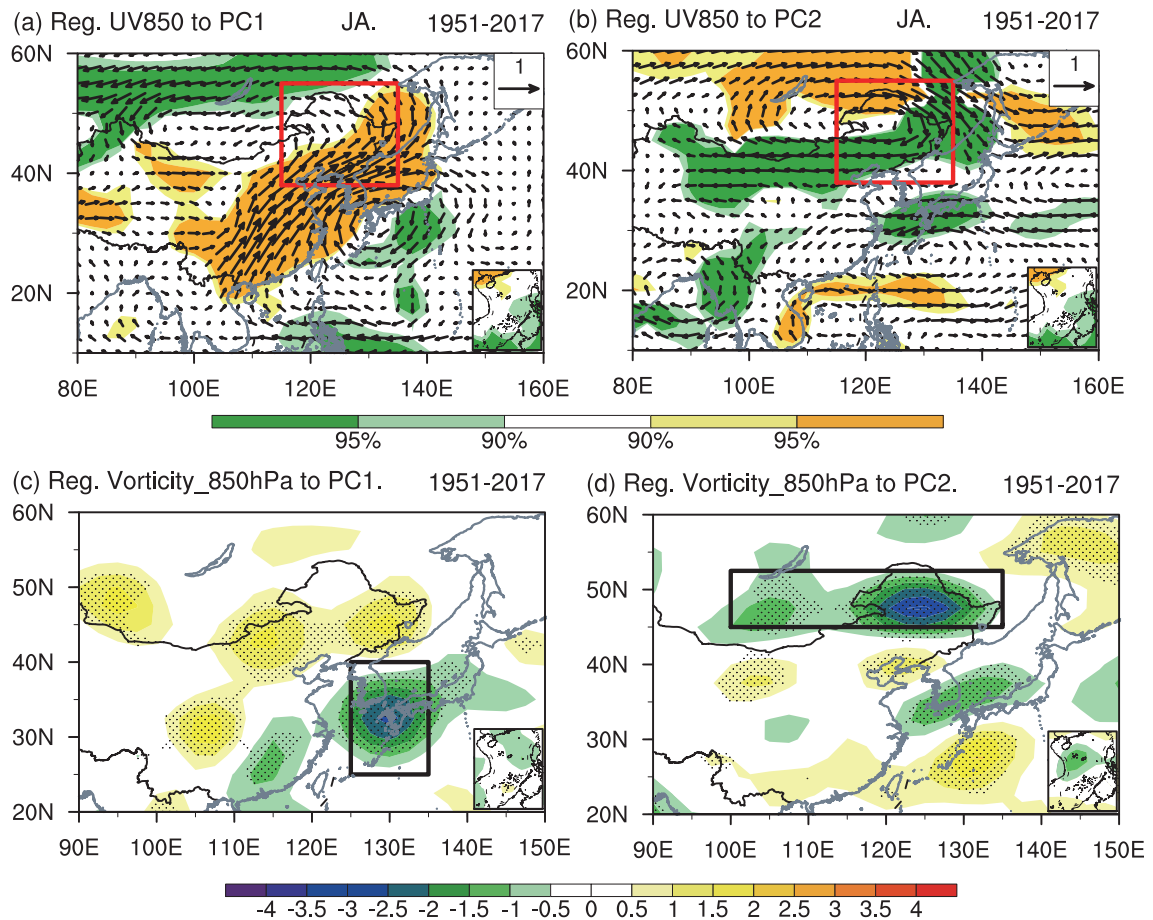 (a) Reg. UV850 to PC1 JA. 1951-2017
60N
40N
20N
1
80E 100E 120E 140E 160E
(b) Reg. UV850 to PC2 JA. 1951-2017
60N
40N
20N
1
80E 100E 120E 140E 160E
95% 90% 90% 95%
(c) Reg. Vorticity_850hPa to PC1. 1951-2017
60N
50N
40N
30N
20N
90E 100E 110E 120E 130E 140E 150E
(d) Reg. Vorticity_850hPa to PC2. 1951-2017
60N
50N
40N
30N
20N
90E 100E 110E 120E 130E 140E 150E
-4 -3.5 -3 -2.5 -2 -1.5 -1 -0.5 0 0.5 1 1.5 2 2.5 3 3.5 4